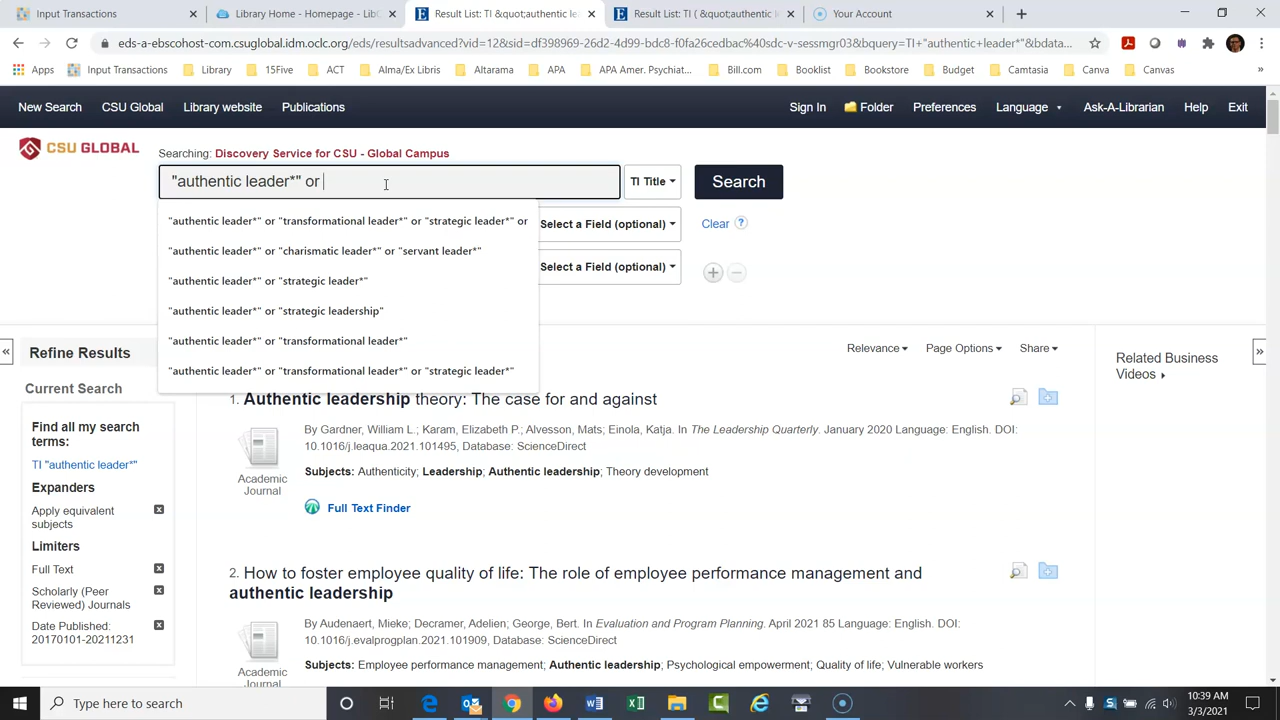 Input Transactions
Library Home - Homepage - LibG
Result List: TI &quot;authentic lea
Result List: TI ( &quot;authentic le
Your Account
eds-a-ebscohost-com.csuglobal.idm.oclc.org/eds/resultsadvanced?vid=12&sid=df398969-26d2-4d99-bdc8-f0fa26cedbac%40sdc-v-sessmgr03&bquery=TI+"authentic+leader*"&bdata...
Apps
Input Transactions
Library
15Five
ACT
Alma/Ex Libris
Altarama
APA
APA Amer. Psychiat...
Bill.com
Booklist
Bookstore
Budget
Camtasia
Canva
Canvas
»
New Search
CSU Global
Library website
Publications
Sign In
Folder
Preferences
Language
Ask-A-Librarian
Help
Exit
CSU GLOBAL
Searching: Discovery Service for CSU - Global Campus
"authentic leader*" or
TI Title
Search
"authentic leader*" or "transformational leader*" or "strategic leader*" or
Select a Field (optional)
Clear ?
"authentic leader*" or "charismatic leader*" or "servant leader*"
Select a Field (optional)
"authentic leader*" or "strategic leader*"
"authentic leader*" or "strategic leadership"
"authentic leader*" or "transformational leader*"
"authentic leader*" or "transformational leader*" or "strategic leader*"
«
Refine Results
Relevance
Page Options
Share
»
Related Business
Videos
Current Search
Find all my search
terms:
TI "authentic leader*"
Expanders
Apply equivalent
subjects
Limiters
Full Text
Scholarly (Peer
Reviewed) Journals
Date Published:
20170101-20211231
1. Authentic leadership theory: The case for and against
By Gardner, William L.; Karam, Elizabeth P.; Alvesson, Mats; Einola, Katja. In The Leadership Quarterly. January 2020 Language: English. DOI:
10.1016/j.leaqua.2021.101495, Database: ScienceDirect
Subjects: Authenticity; Leadership; Authentic leadership; Theory development
Academic
Journal
Full Text Finder
2. How to foster employee quality of life: The role of employee performance management and
authentic leadership
By Audenaert, Mieke; Decramer, Adelien; George, Bert. In Evaluation and Program Planning. April 2021 85 Language: English. DOI:
10.1016/j.evalprogplan.2021.101909, Database: ScienceDirect
Subjects: Employee performance management; Authentic leadership; Psychological empowerment; Quality of life; Vulnerable workers
Academic
Journal
Type here to search
10:39 AM
3/3/2021